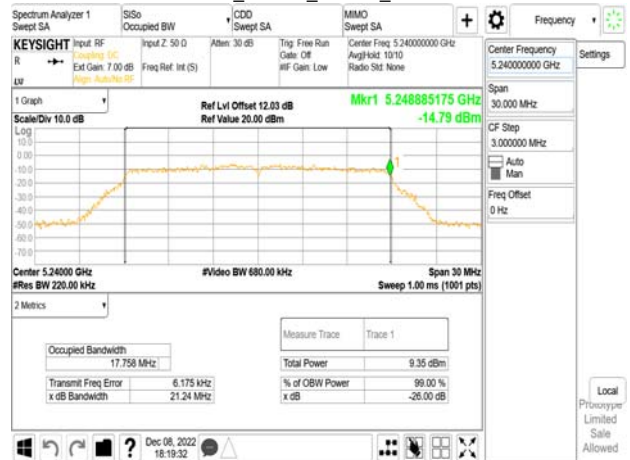 Spectrum Analyzer 1
Swept SA
SISo
Occupied BW
CDD
Swept SA
MIMO
Swept SA
+
Frequency
KEYSIGHT
R
LXI
Input: RF
Coupling: DC
Ext Gain: 7.00 dB
Align: Auto/No RF
Input Z: 50 Ω
Freq Ref: Int (S)
Atten: 30 dB
Trig: Free Run
Gate: Off
#IF Gain: Low
Center Freq: 5.240000000 GHz
Avg|Hold: 10/10
Radio Std: None
Center Frequency
5.240000000 GHz
Settings
Span
30.000 MHz
CF Step
3.000000 MHz
Auto
Man
Freq Offset
0 Hz
1 Graph
Scale/Div 10.0 dB
Ref Lvl Offset 12.03 dB
Ref Value 20.00 dBm
Mkr1 5.248885175 GHz
-14.79 dBm
Log
10.0
0.00
-10.0
-20.0
-30.0
-40.0
-50.0
-60.0
-70.0
1
Center 5.24000 GHz
#Res BW 220.00 kHz
#Video BW 680.00 kHz
Span 30 MHz
Sweep 1.00 ms (1001 pts)
2 Metrics
Measure Trace
Trace 1
Occupied Bandwidth
17.758 MHz
Total Power
9.35 dBm
Transmit Freq Error
6.175 kHz
% of OBW Power
99.00 %
x dB Bandwidth
21.24 MHz
x dB
-26.00 dB
Local
Prototype
Limited
Sale
Allowed
?
Dec 08, 2022
18:19:32